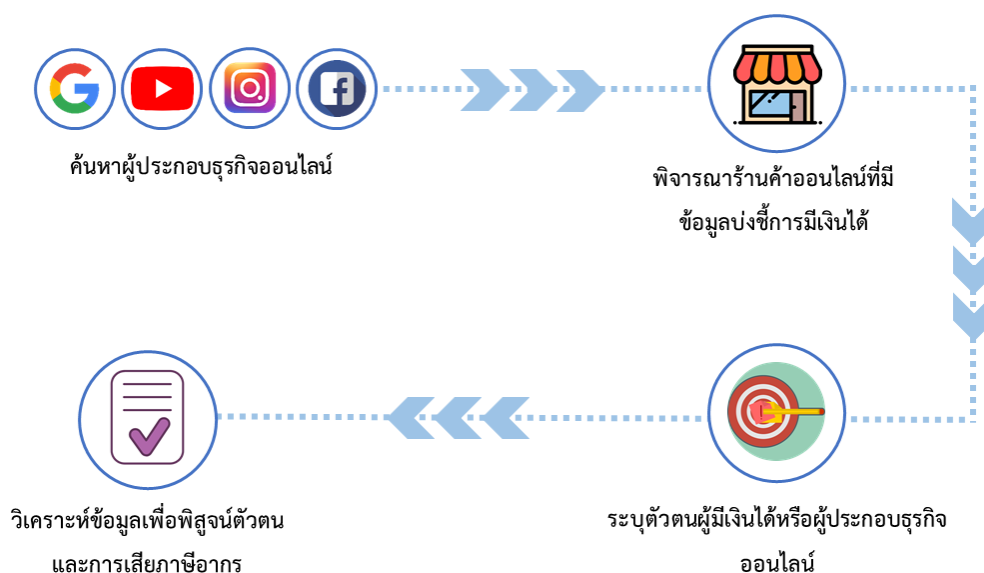 ค้นหาผู้ประกอบธุรกิจออนไลน์
พิจารณาร้านค้าออนไลน์ที่มี
ข้อมูลบ่งชี้การมีเงินได้
ระบุตัวตนผู้มีเงินได้หรือผู้ประกอบธุรกิจ
ออนไลน์
วิเคราะห์ข้อมูลเพื่อพิสูจน์ตัวตน
และการเสียภาษีอากร